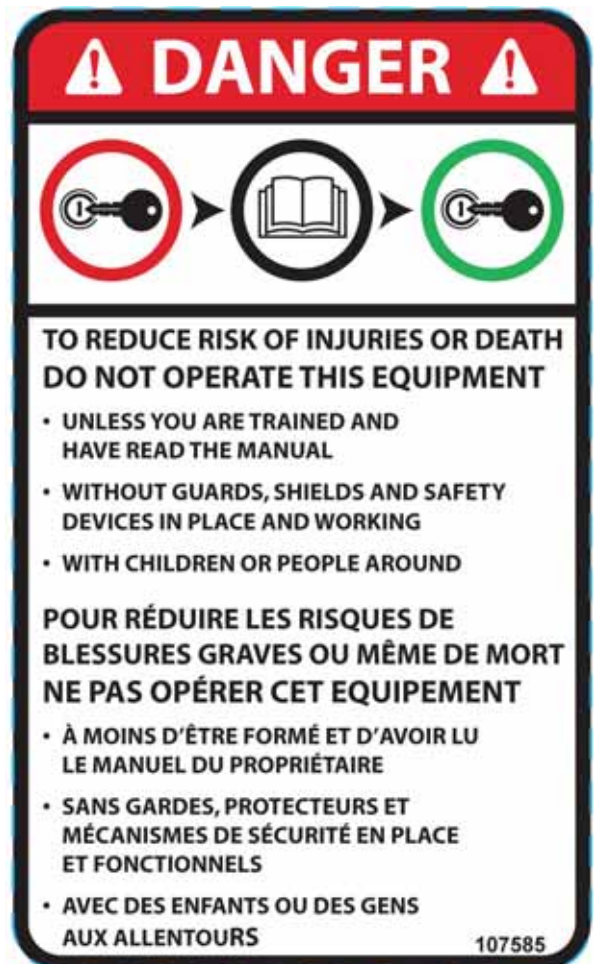 DANGER
TO REDUCE RISK OF INJURIES OR DEATH
DO NOT OPERATE THIS EQUIPMENT
• UNLESS YOU ARE TRAINED AND
HAVE READ THE MANUAL
• WITHOUT GUARDS, SHIELDS AND SAFETY
DEVICES IN PLACE AND WORKING
• WITH CHILDREN OR PEOPLE AROUND
POUR RÉDUIRE LES RISQUES DE
BLESSURES GRAVES OU MÊME DE MORT
NE PAS OPÉRER CET EQUIPEMENT
• À MOINS D'ÊTRE FORMÉ ET D'AVOIR LU
LE MANUEL DU PROPRIÉTAIRE
• SANS GARDES, PROTECTEURS ET
MÉCANISMES DE SÉCURITÉ EN PLACE
ET FONCTIONNELS
• AVEC DES ENFANTS OU DES GENS
AUX ALLENTOURS
107585